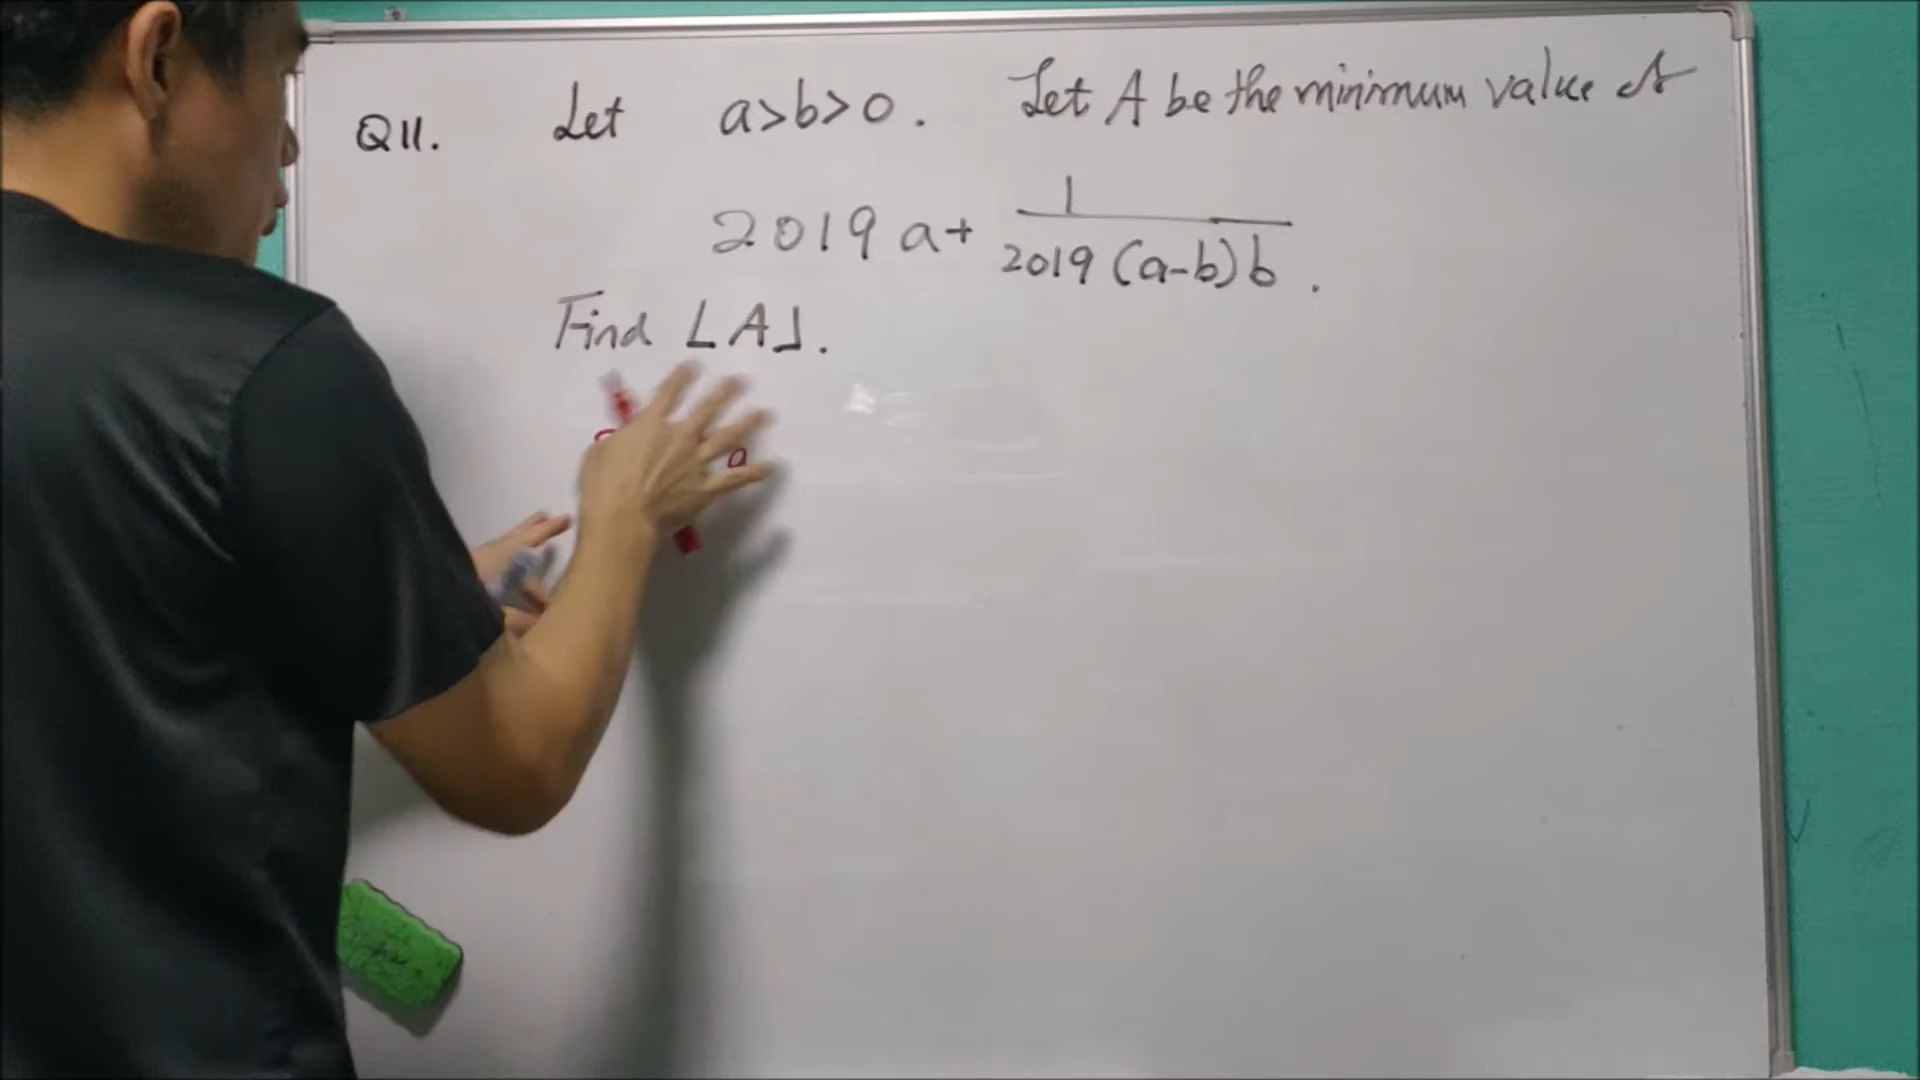 Q11. Let a>b>0. Let A be the minimum value of
2019a+ 1/2019(a-b)b.
Find ⌊A⌋.
a